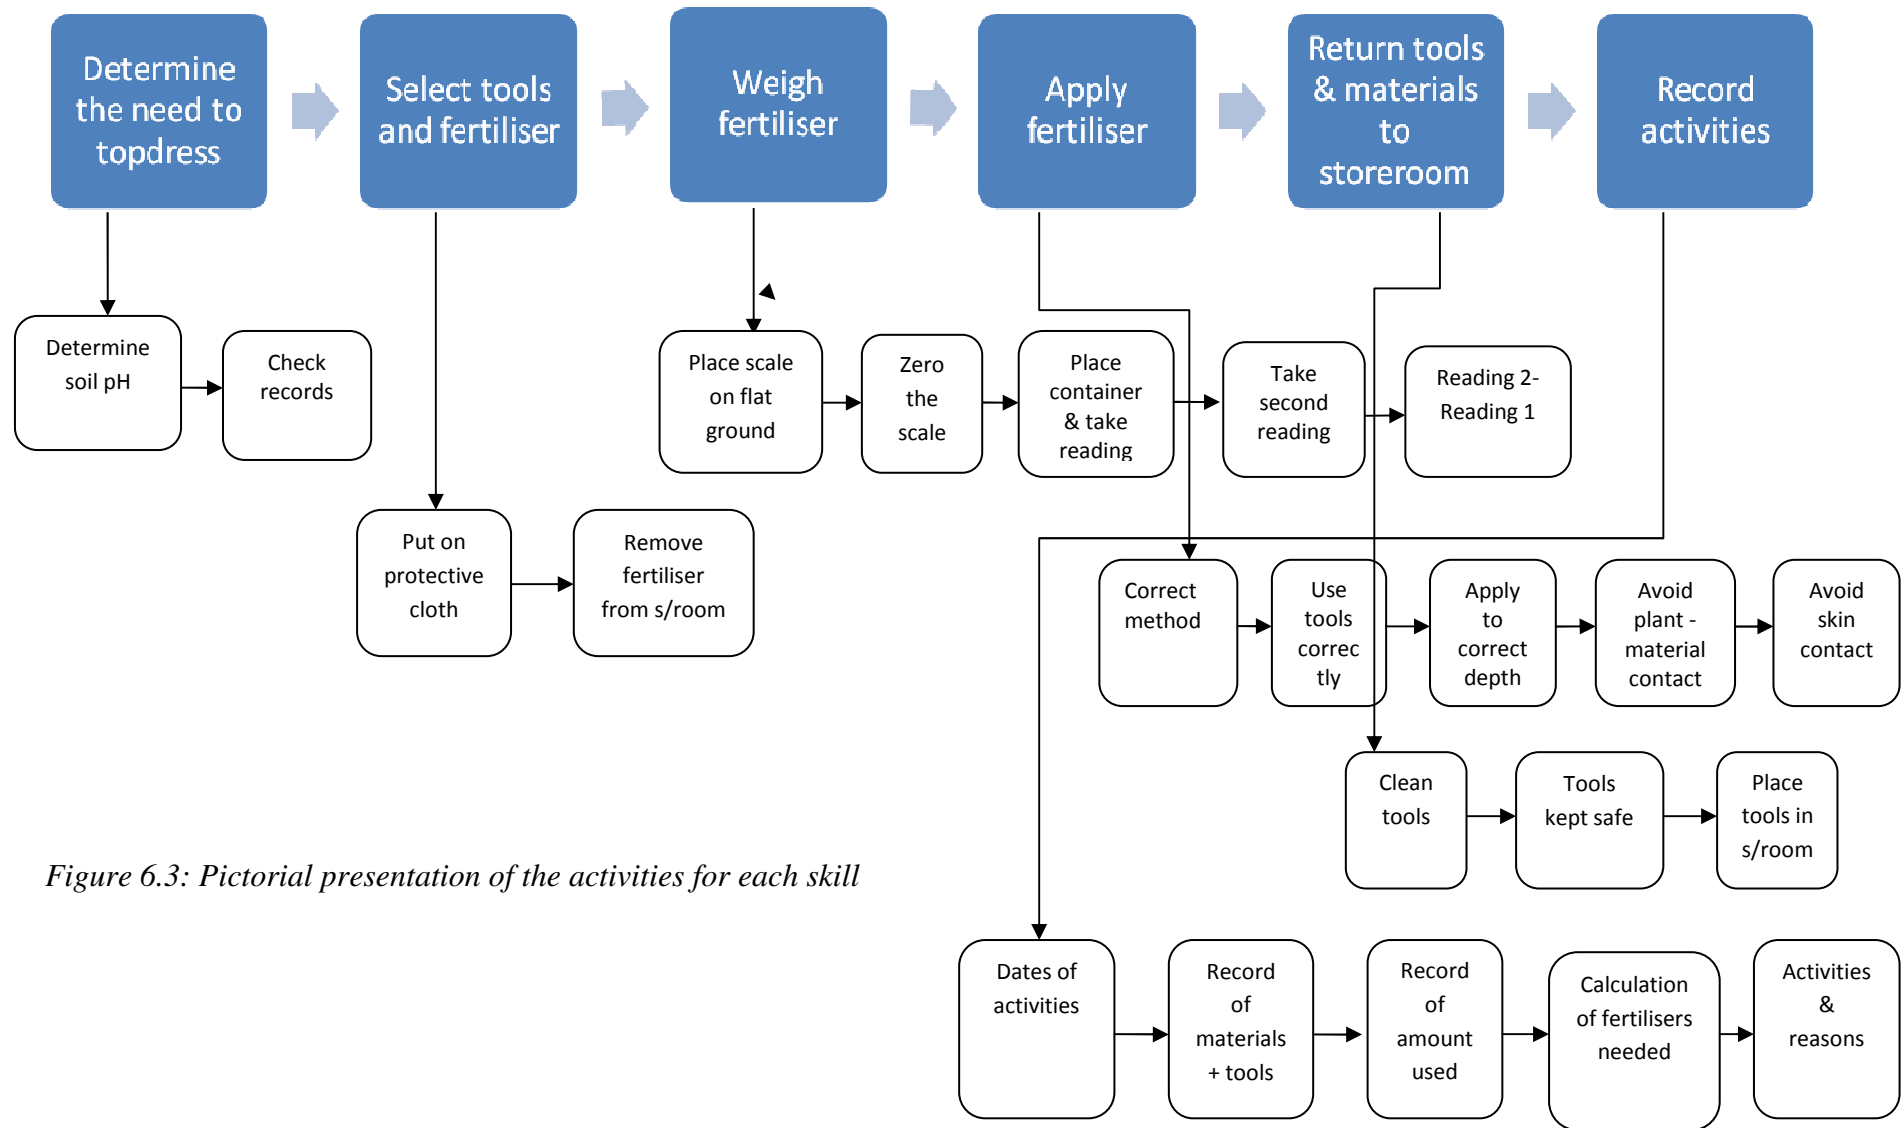 Determine
the need to
topdress
Select tools
and fertiliser
Weigh
fertiliser
Apply
fertiliser
Return tools
& materials
to
storeroom
Record
activities
Determine
soil pH
Check
records
Place scale
on flat
ground
Zero
the
scale
Place
container
& take
reading
Take
second
reading
Reading 2-
Reading 1
Put on
protective
cloth
Remove
fertiliser
from s/room
Correct
method
Use
tools
correc
tly
Apply
to
correct
depth
Avoid
plant -
material
contact
Avoid
skin
contact
Clean
tools
Tools
kept safe
Place
tools in
s/room
Figure 6.3: Pictorial presentation of the activities for each skill
Dates of
activities
Record
of
materials
+ tools
Record
of
amount
used
Calculation
of fertilisers
needed
Activities
&
reasons